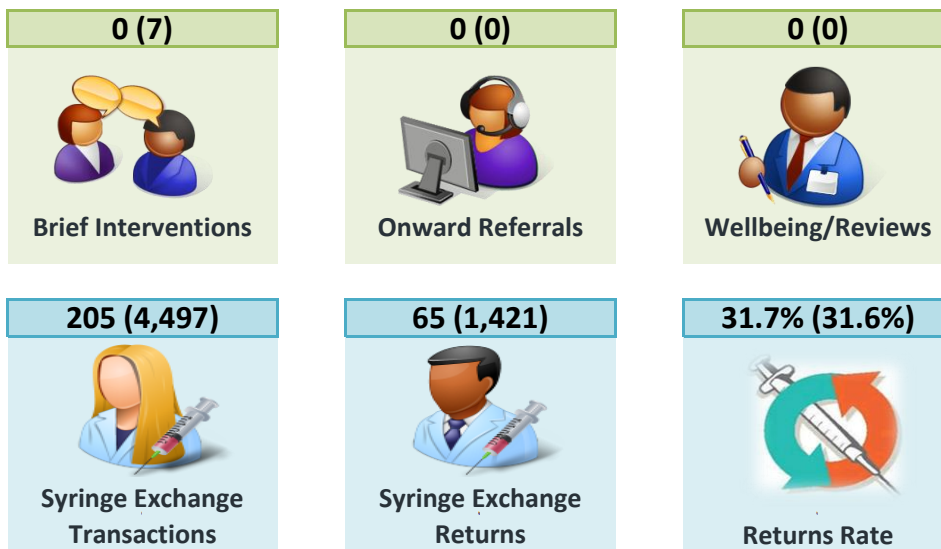 0 (7)
0 (0)
0 (0)
Brief Interventions
Onward Referrals
Wellbeing/Reviews
205 (4,497)
65 (1,421)
31.7% (31.6%)
Syringe Exchange
Transactions
Syringe Exchange
Returns
Returns Rate